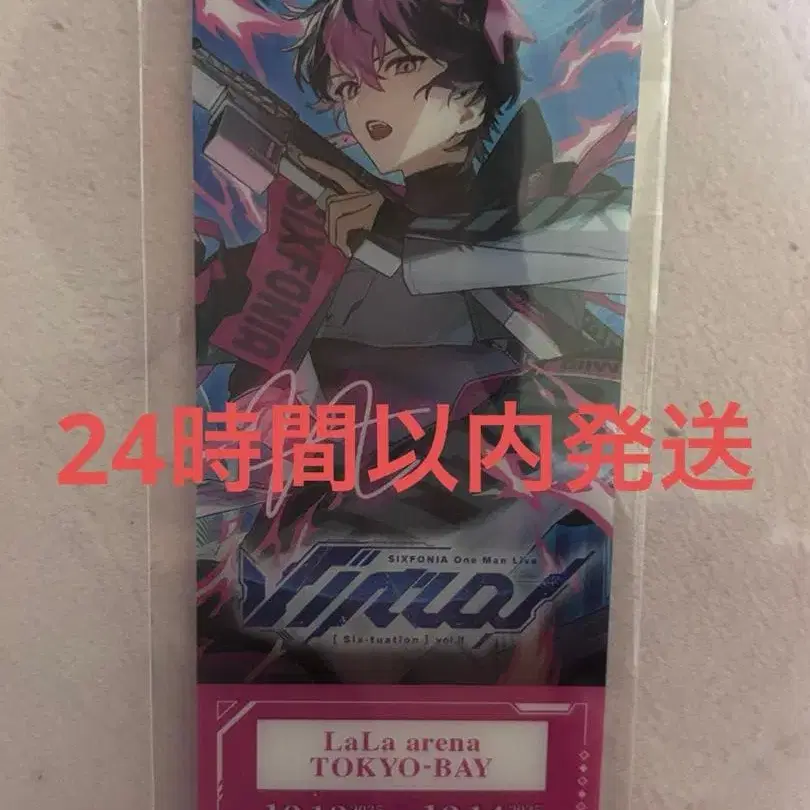 SIXFONIA
24時間以内発送
SIXFONIA One Man Live
[ Six-tuation ] vol.II
LaLa arena
TOKYO-BAY